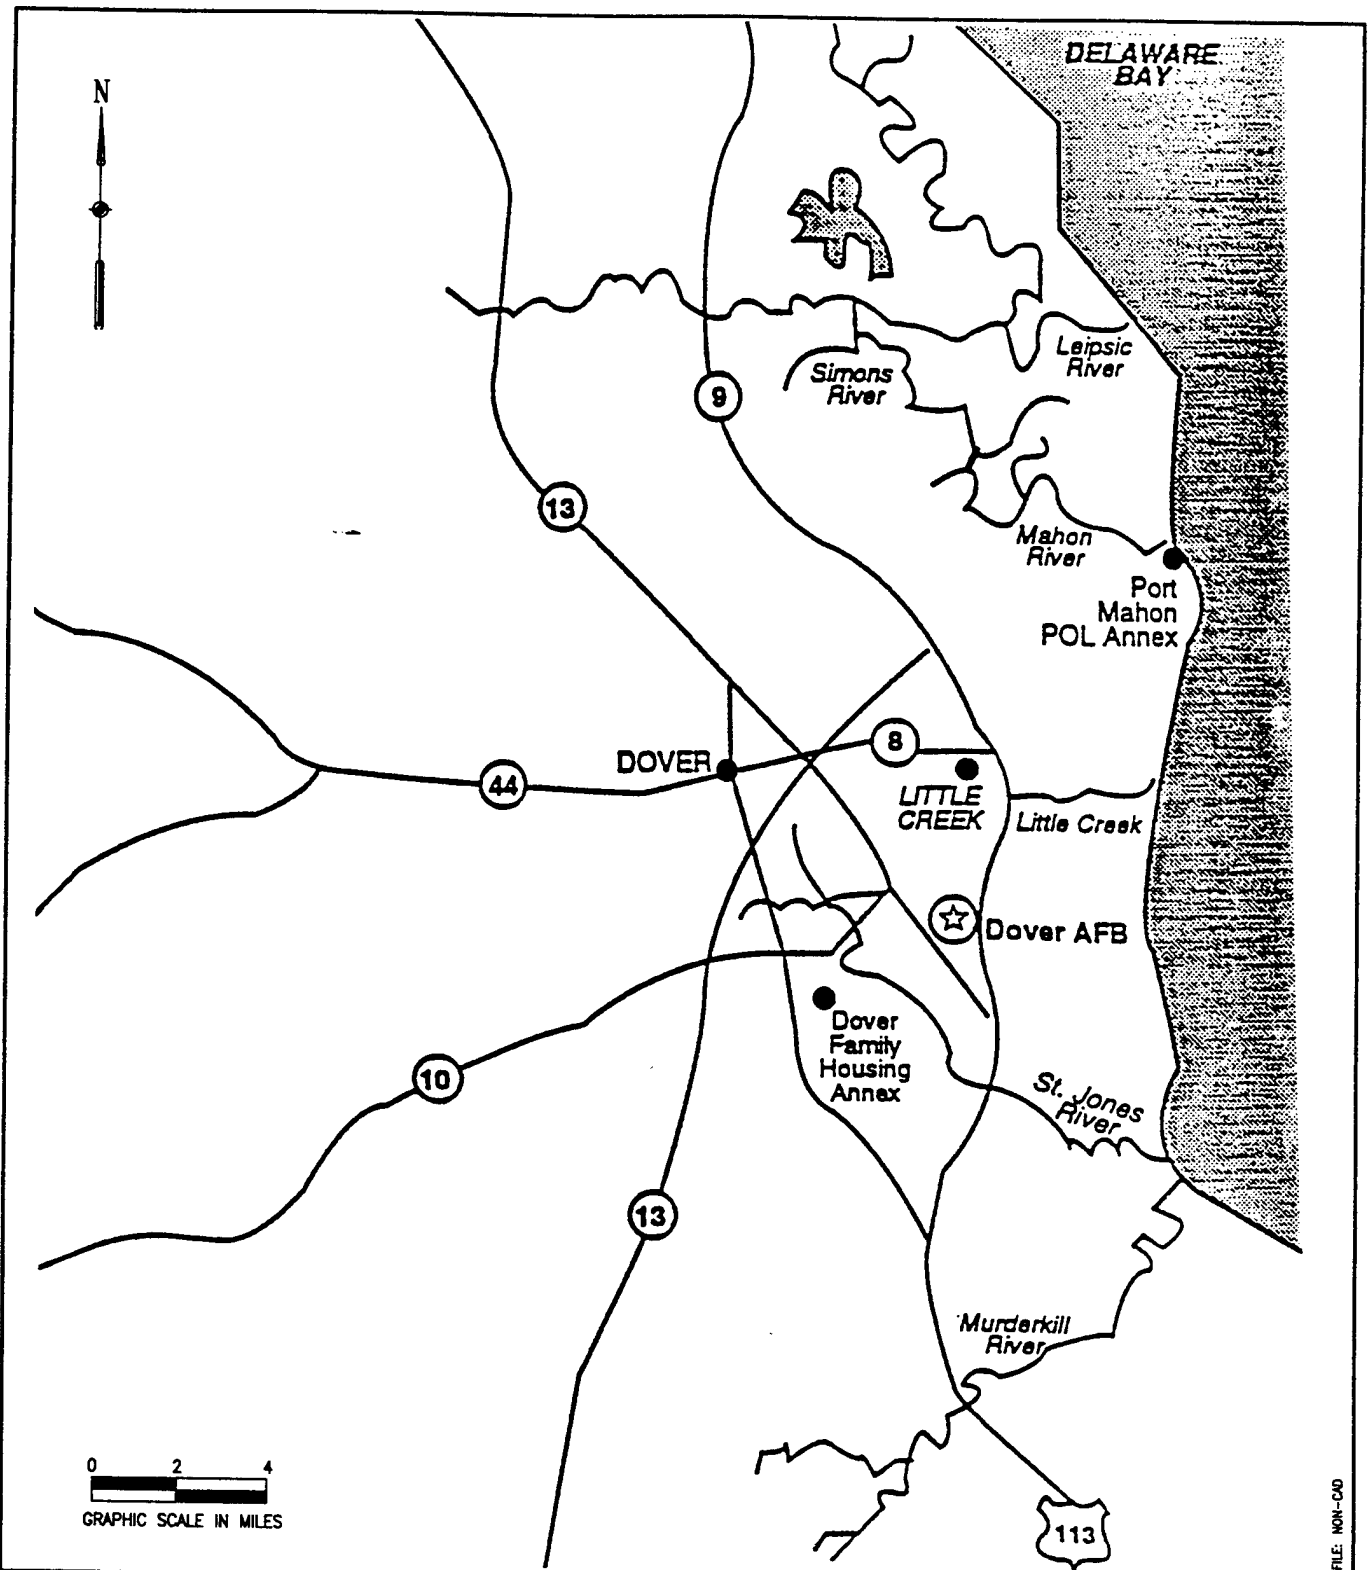 DELAWARE
BAY
N
Leipsic
River
Simons
River
9
13
Mahon
River
Port
Mahon
POL Annex
8
DOVER
44
LITTLE
CREEK
Little Creek
Dover AFB
Dover
Family
Housing
Annex
10
St. Jones
River
13
Murderkill
River
0 2 4
GRAPHIC SCALE IN MILES
113
FILE: NON-CAD